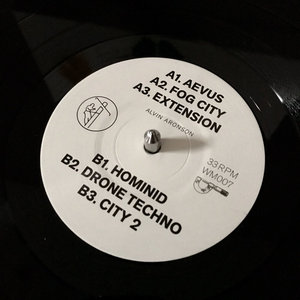 A1. AEVUS
A2. FOG CITY
A3. EXTENSION
ALVIN ARONSON
33RPM
WM007
B1. HOMINID
B2. DRONE TECHNO
B3. CITY 2